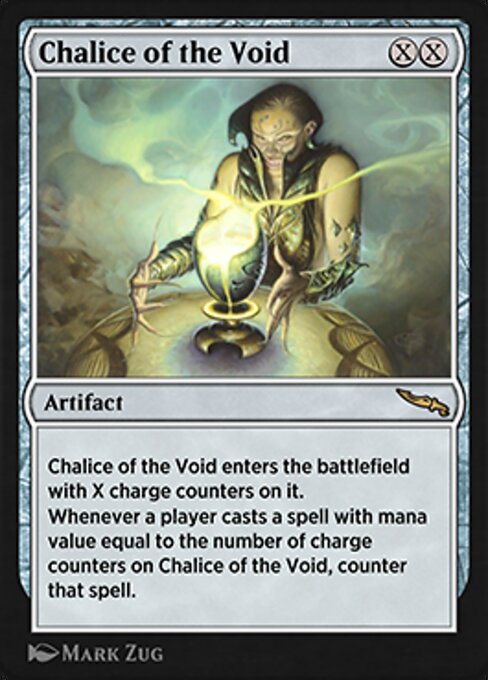 Chalice of the Void XX
Artifact
Chalice of the Void enters the battlefield
with X charge counters on it.
Whenever a player casts a spell with mana
value equal to the number of charge
counters on Chalice of the Void, counter
that spell.
Mark Zug